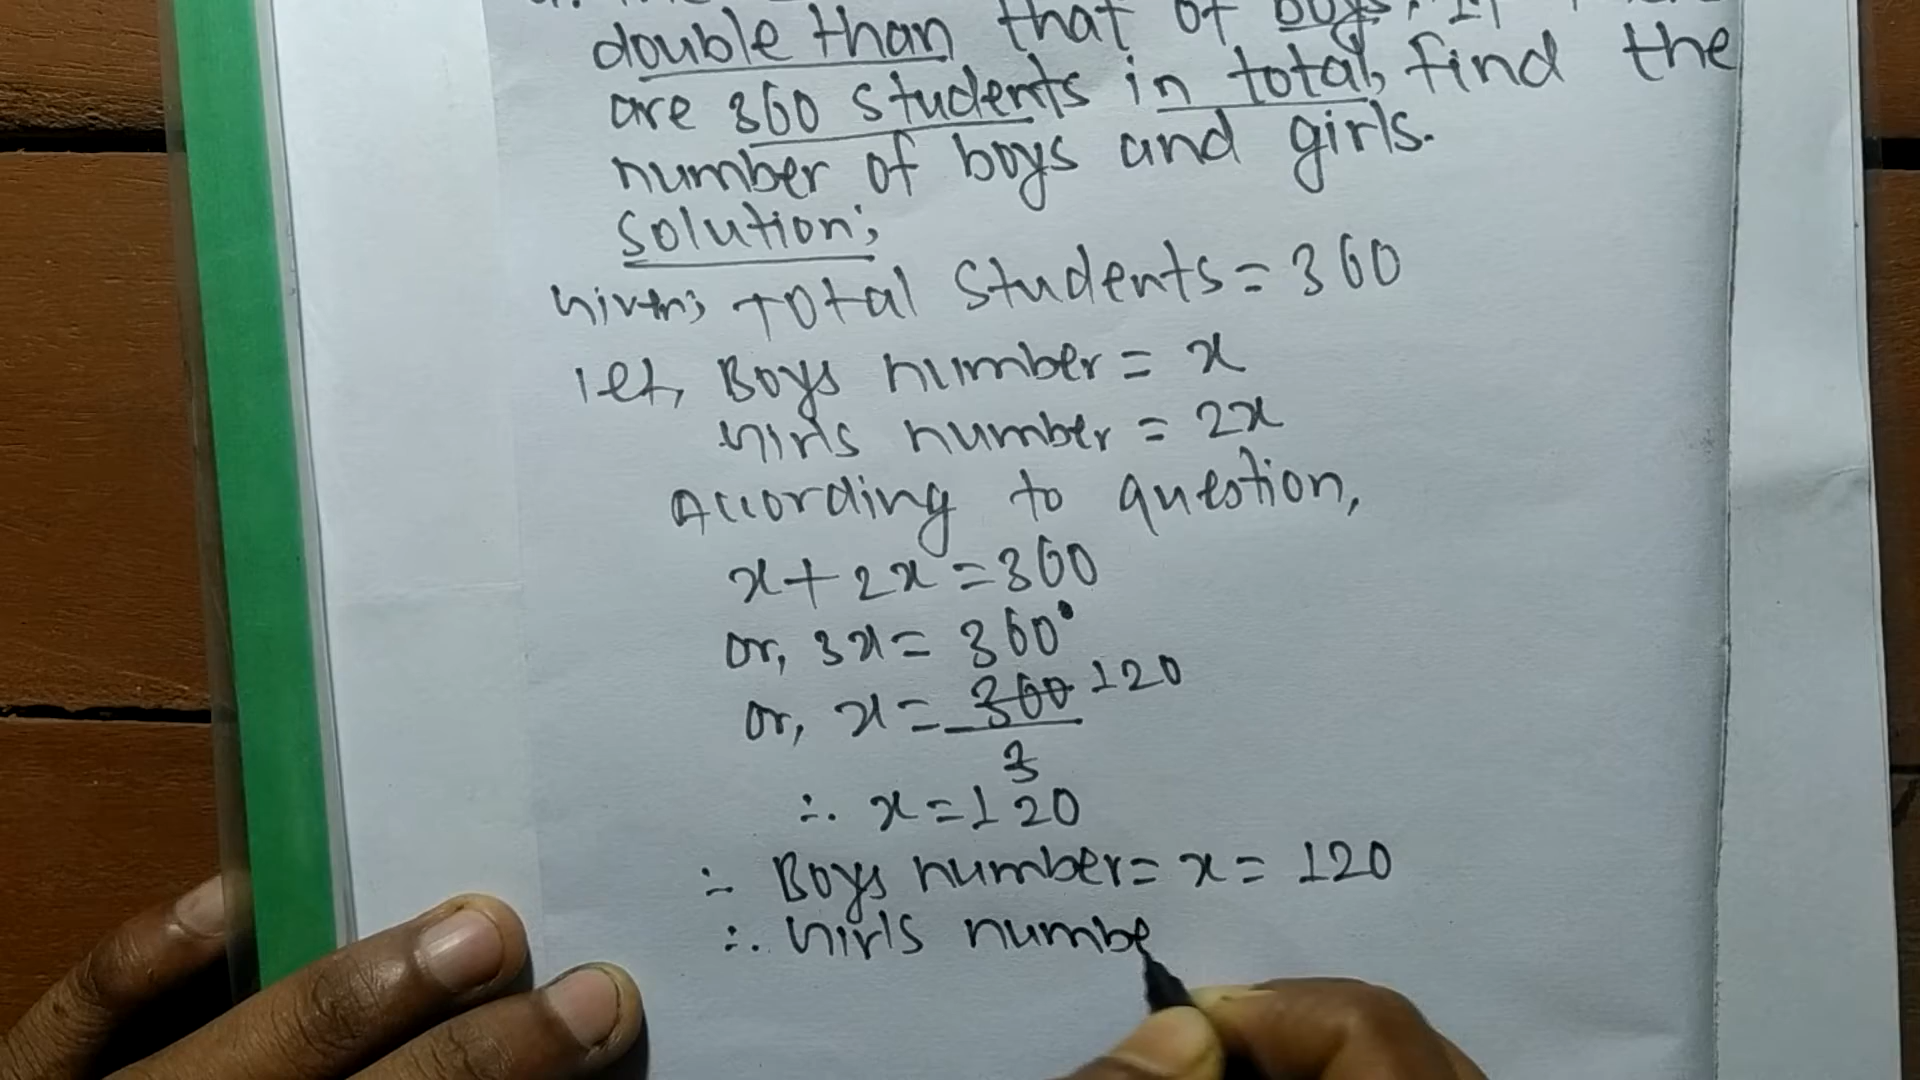 double than that of boys. If
are 360 students in total, find the
number of boys and girls.
Solution;
Given; Total Students = 360
let, Boys number = x
Girls number = 2x
According to question,
x + 2x = 360
or, 3x = 360
or, x = 360 120
3
∴ x = 120
∴ Boys number = x = 120
∴ Girls numbe